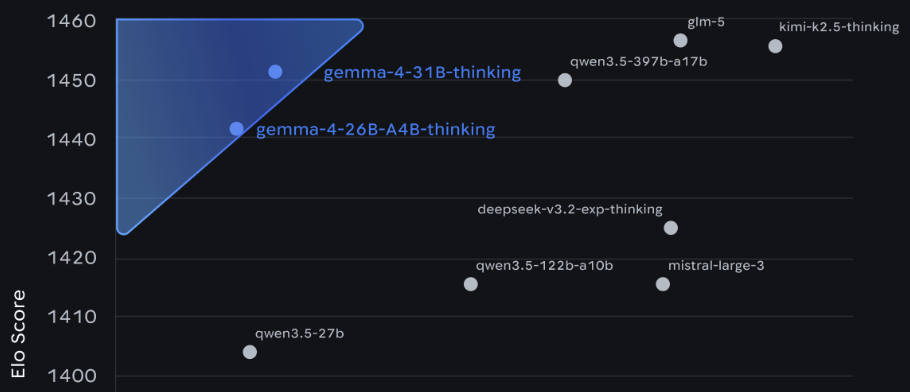 1460
glm-5
kimi-k2.5-thinking
qwen3.5-397b-a17b
gemma-4-31B-thinking
1450
gemma-4-26B-A4B-thinking
1440
1430
deepseek-v3.2-exp-thinking
1420
qwen3.5-122b-a10b
mistral-large-3
1410
qwen3.5-27b
1400
Elo Score